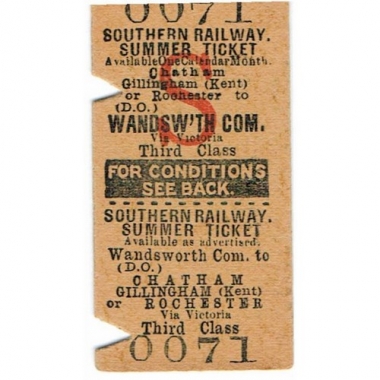 0071
SOUTHERN RAILWAY.
SUMMER TICKET
Available One Calendar Month.
Chatham
Gillingham (Kent)
or Rochester to
(D.O.)
WANDSW'TH COM.
Via Victoria
Third Class
S
FOR CONDITIONS
SEE BACK
SOUTHERN RAILWAY.
SUMMER TICKET
Available as advertised.
Wandsworth Com. to
(D.O.)
CHATHAM
GILLINGHAM (Kent)
or ROCHESTER
Via Victoria
Third Class
0071